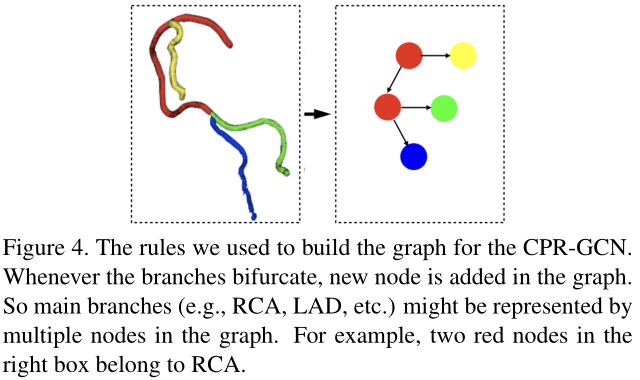 Figure 4. The rules we used to build the graph for the CPR-GCN.
Whenever the branches bifurcate, new node is added in the graph.
So main branches (e.g., RCA, LAD, etc.) might be represented by
multiple nodes in the graph. For example, two red nodes in the
right box belong to RCA.